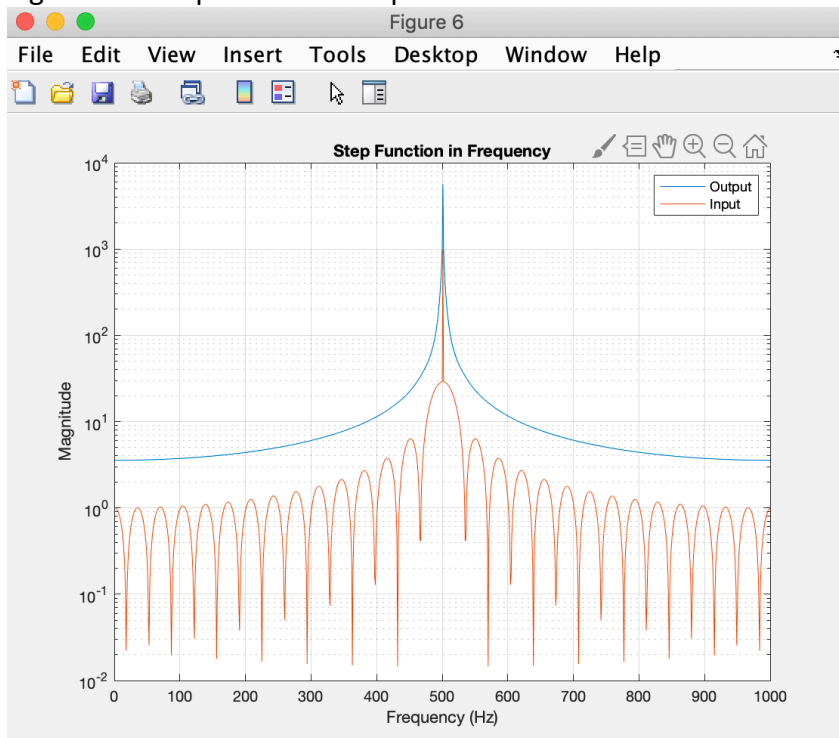 Figure 6
File Edit View Insert Tools Desktop Window Help
Step Function in Frequency
Output
Input
10^4
10^3
10^2
10^1
10^0
10^-1
10^-2
Magnitude
0 100 200 300 400 500 600 700 800 900 1000
Frequency (Hz)